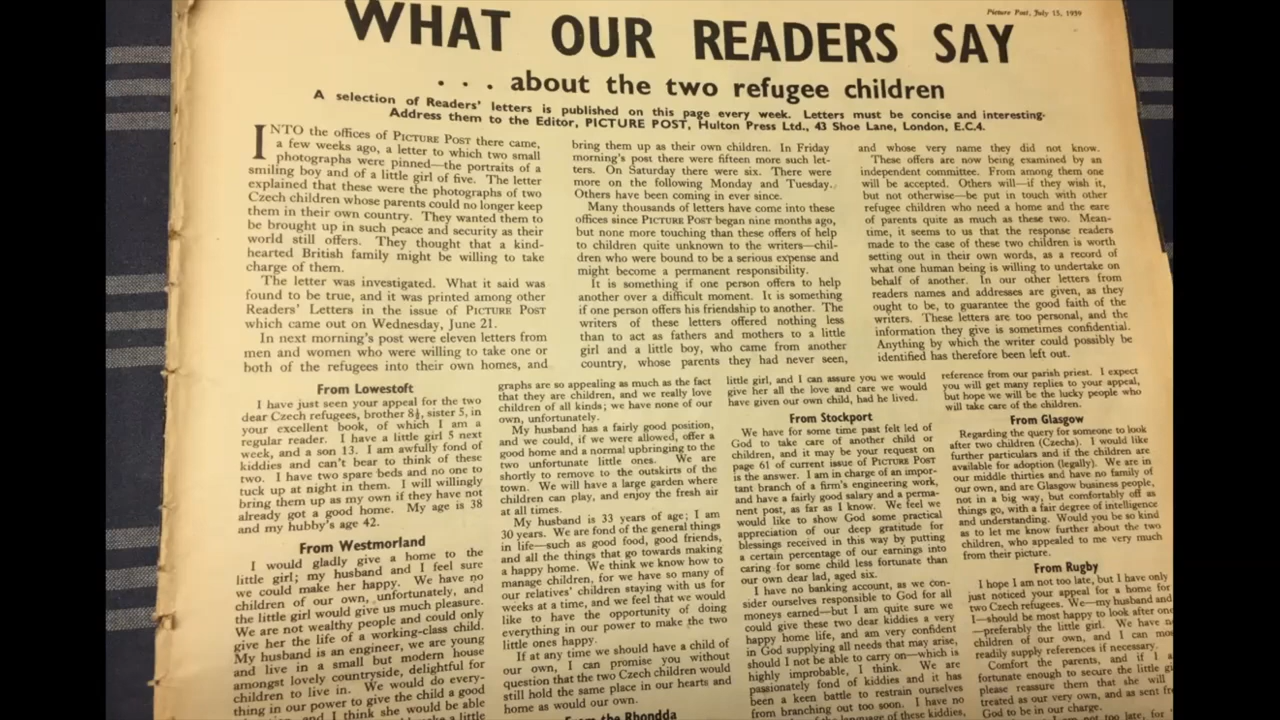 Picture Post, July 15, 1939
WHAT OUR READERS SAY
. . . about the two refugee children
A selection of Readers' letters is published on this page every week. Letters must be concise and interesting.
Address them to the Editor, PICTURE POST, Hulton Press Ltd., 43 Shoe Lane, London, E.C.4.
INTO the offices of PICTURE POST there came,
a few weeks ago, a letter to which two small
photographs were pinned—the portraits of a
smiling boy and of a little girl of five. The letter
explained that these were the photographs of two
Czech children whose parents could no longer keep
them in their own country. They wanted them to
be brought up in such peace and security as their
world still offers. They thought that a kind-
hearted British family might be willing to take
charge of them.
The letter was investigated. What it said was
found to be true, and it was printed among other
Readers' Letters in the issue of PICTURE POST
which came out on Wednesday, June 21.
In next morning's post were eleven letters from
men and women who were willing to take one or
both of the refugees into their own homes, and
bring them up as their own children. In Friday
morning's post there were fifteen more such let-
ters. On Saturday there were six. There were
more on the following Monday and Tuesday.
Others have been coming in ever since.
Many thousands of letters have come into these
offices since PICTURE POST began nine months ago,
but none more touching than these offers of help
to children quite unknown to the writers—chil-
dren who were bound to be a serious expense and
might become a permanent responsibility.
It is something if one person offers to help
another over a difficult moment. It is something
if one person offers his friendship to another. The
writers of these letters offered nothing less
than to act as fathers and mothers to a little
girl and a little boy, who came from another
country, whose parents they had never seen,
and whose very name they did not know.
These offers are now being examined by an
independent committee. From among them one
will be accepted. Others will—if they wish it,
but not otherwise—be put in touch with other
refugee children who need a home and the care
of parents quite as much as these two. Mean-
time, it seems to us that the response readers
made to the case of these two children is worth
setting out in their own words, as a record of
what one human being is willing to undertake on
behalf of another. In our other letters from
readers names and addresses are given, as they
ought to be, to guarantee the good faith of the
writers. These letters are too personal, and the
information they give is sometimes confidential.
Anything by which the writer could possibly be
identified has therefore been left out.
From Lowestoft
I have just seen your appeal for the two
dear Czech refugees, brother 8½, sister 5, in
your excellent book, of which I am a
regular reader. I have a little girl 5 next
week, and a son 13. I am awfully fond of
kiddies and can't bear to think of these
two. I have two spare beds and no one to
tuck up at night in them. I will willingly
bring them up as my own if they have not
already got a good home. My age is 38
and my hubby's age 42.
From Westmorland
I would gladly give a home to the
little girl; my husband and I feel sure
we could make her happy. We have no
children of our own, unfortunately, and
the little girl would give us much pleasure.
We are not wealthy people and could only
give her the life of a working-class child.
My husband is an engineer, we are young
and live in a small but modern house
amongst lovely countryside, delightful for
children to live in. We would do every-
thing in our power to give the child a good
and I think she would be able
graphs are so appealing as much as the fact
that they are children, and we really love
children of all kinds; we have none of our
own, unfortunately.
My husband has a fairly good position,
and we could, if we were allowed, offer a
good home and a normal upbringing to the
two unfortunate little ones. We are
shortly to remove to the outskirts of the
town. We will have a large garden where
children can play, and enjoy the fresh air
at all times.
My husband is 33 years of age; I am
30 years. We are fond of the general things
in life—such as good food, good friends,
and all the things that go towards making
a happy home. We think we know how to
manage children, for we have so many of
our relatives' children staying with us for
weeks at a time, and we feel that we would
like to have the opportunity of doing
everything in our power to make the two
little ones happy.
If at any time we should have a child of
our own, I can promise you without
question that the two Czech children would
still hold the same place in our hearts and
home as would our own.
From the Rhondda
little girl, and I can assure you we would
give her all the love and care we would
have given our own child, had he lived.
From Stockport
We have for some time past felt led of
God to take care of another child or
children, and it may be your request on
page 61 of current issue of PICTURE POST
is the answer. I am in charge of an impor-
tant branch of a firm's engineering work,
and have a fairly good salary and a perma-
nent post, as far as I know. We feel we
would like to show God some practical
appreciation of our deep gratitude for
blessings received in this way by putting
a certain percentage of our earnings into
caring for some child less fortunate than
our own dear lad, aged six.
I have no banking account, as we con-
sider ourselves responsible to God for all
moneys earned—but I am quite sure we
could give these two dear kiddies a very
happy home life, and am very confident
in God supplying all needs that may arise,
should I not be able to carry on—which is
highly improbable, I think. We are
passionately fond of kiddies and it has
been a keen battle to restrain ourselves
from branching out too soon. I have no
language of these kiddies,
reference from our parish priest. I expect
you will get many replies to your appeal,
but hope we will be the lucky people who
will take care of the children.
From Glasgow
Regarding the query for someone to look
after two children (Czechs). I would like
further particulars and if the children are
available for adoption (legally). We are in
our middle thirties and have no family of
our own, and are Glasgow business people,
not in a big way, but comfortably off as
things go, with a fair degree of intelligence
and understanding. Would you be so kind
as to let me know further about the two
children, who appealed to me very much
from their picture.
From Rugby
I hope I am not too late, but I have only
just noticed your appeal for a home for
two Czech refugees. We—my husband and
I—should be most happy to look after one
—preferably the little girl. We have
children of our own, and I can
readily supply references if necessary.
Comfort the parents, and if I
fortunate enough to secure the little
please reassure them that she will
treated as our very own, and as sent
God to be in our charge.
not too late, for